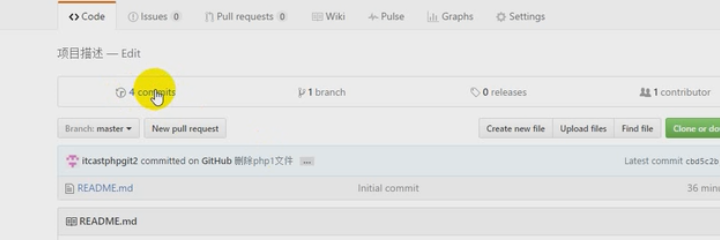 Code Issues 0 Pull requests 0 Wiki Pulse Graphs Settings
项目描述 — Edit
4 commits 1 branch 0 releases 1 contributor
Branch: master New pull request Create new file Upload files Find file Clone or do
itcastphpgit2 committed on GitHub 删除php1文件 ... Latest commit cbd5c2b
README.md Initial commit 36 min
README.md